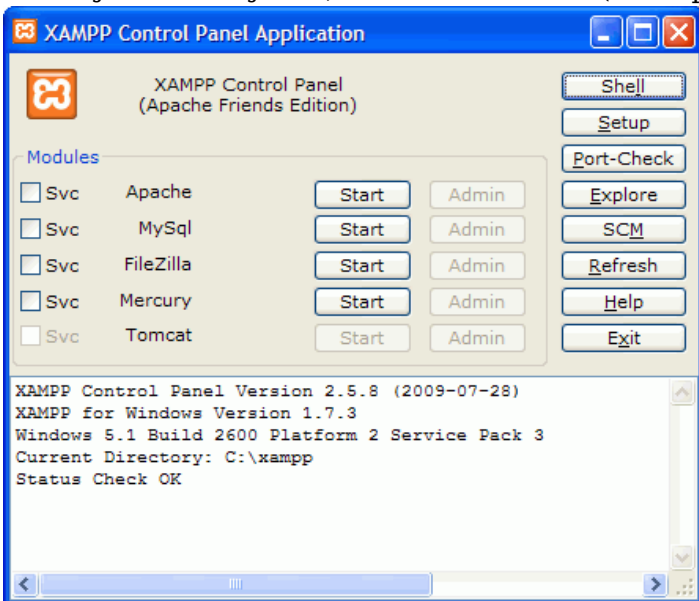 XAMPP Control Panel Application
XAMPP Control Panel
(Apache Friends Edition)
Shell
Setup
Port-Check
Explore
SCM
Refresh
Help
Exit
Modules
Svc Apache Start Admin
Svc MySql Start Admin
Svc FileZilla Start Admin
Svc Mercury Start Admin
Svc Tomcat Start Admin
XAMPP Control Panel Version 2.5.8 (2009-07-28)
XAMPP for Windows Version 1.7.3
Windows 5.1 Build 2600 Platform 2 Service Pack 3
Current Directory: C:\xampp
Status Check OK